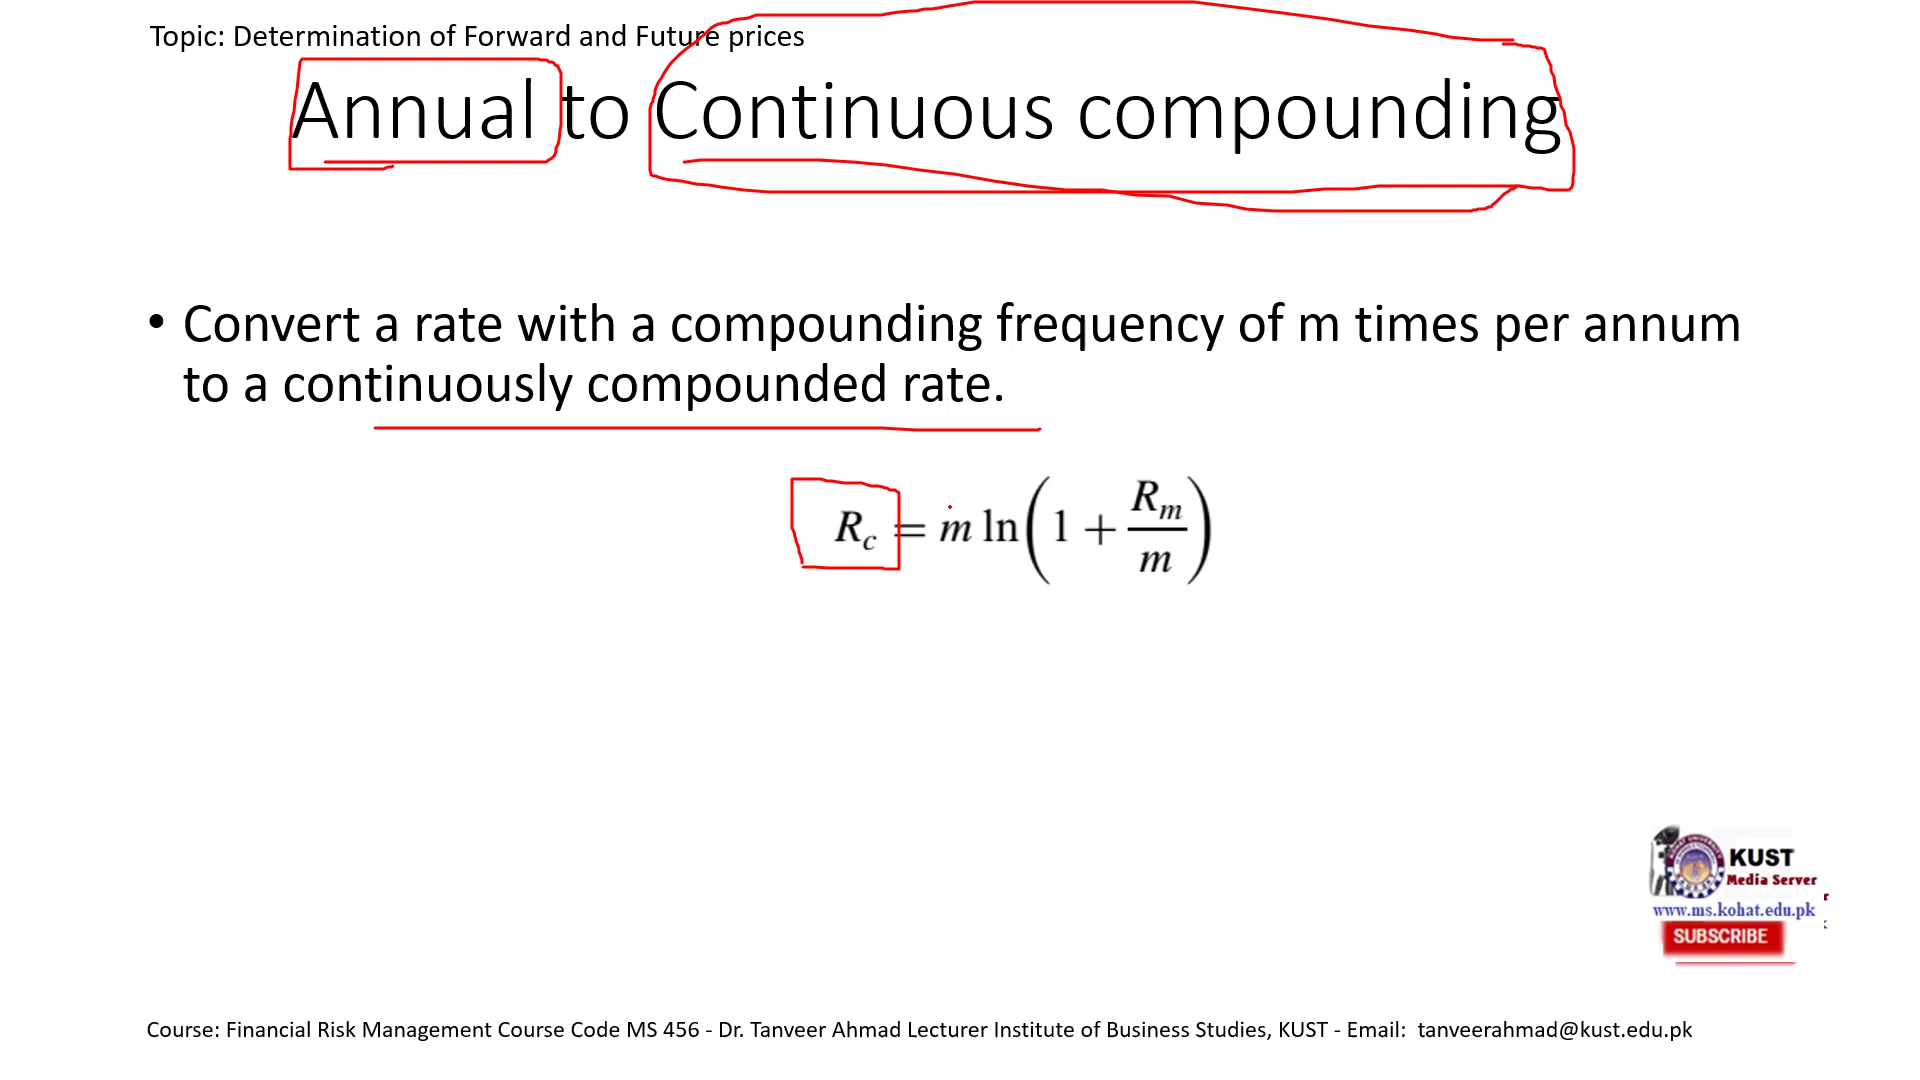 Topic: Determination of Forward and Future prices
Annual to Continuous compounding
• Convert a rate with a compounding frequency of m times per annum
to a continuously compounded rate.
R_c = m ln(1 + R_m/m)
KUST
Media Server
www.ms.kohat.edu.pk
SUBSCRIBE
Course: Financial Risk Management Course Code MS 456 - Dr. Tanveer Ahmad Lecturer Institute of Business Studies, KUST - Email: tanveerahmad@kust.edu.pk